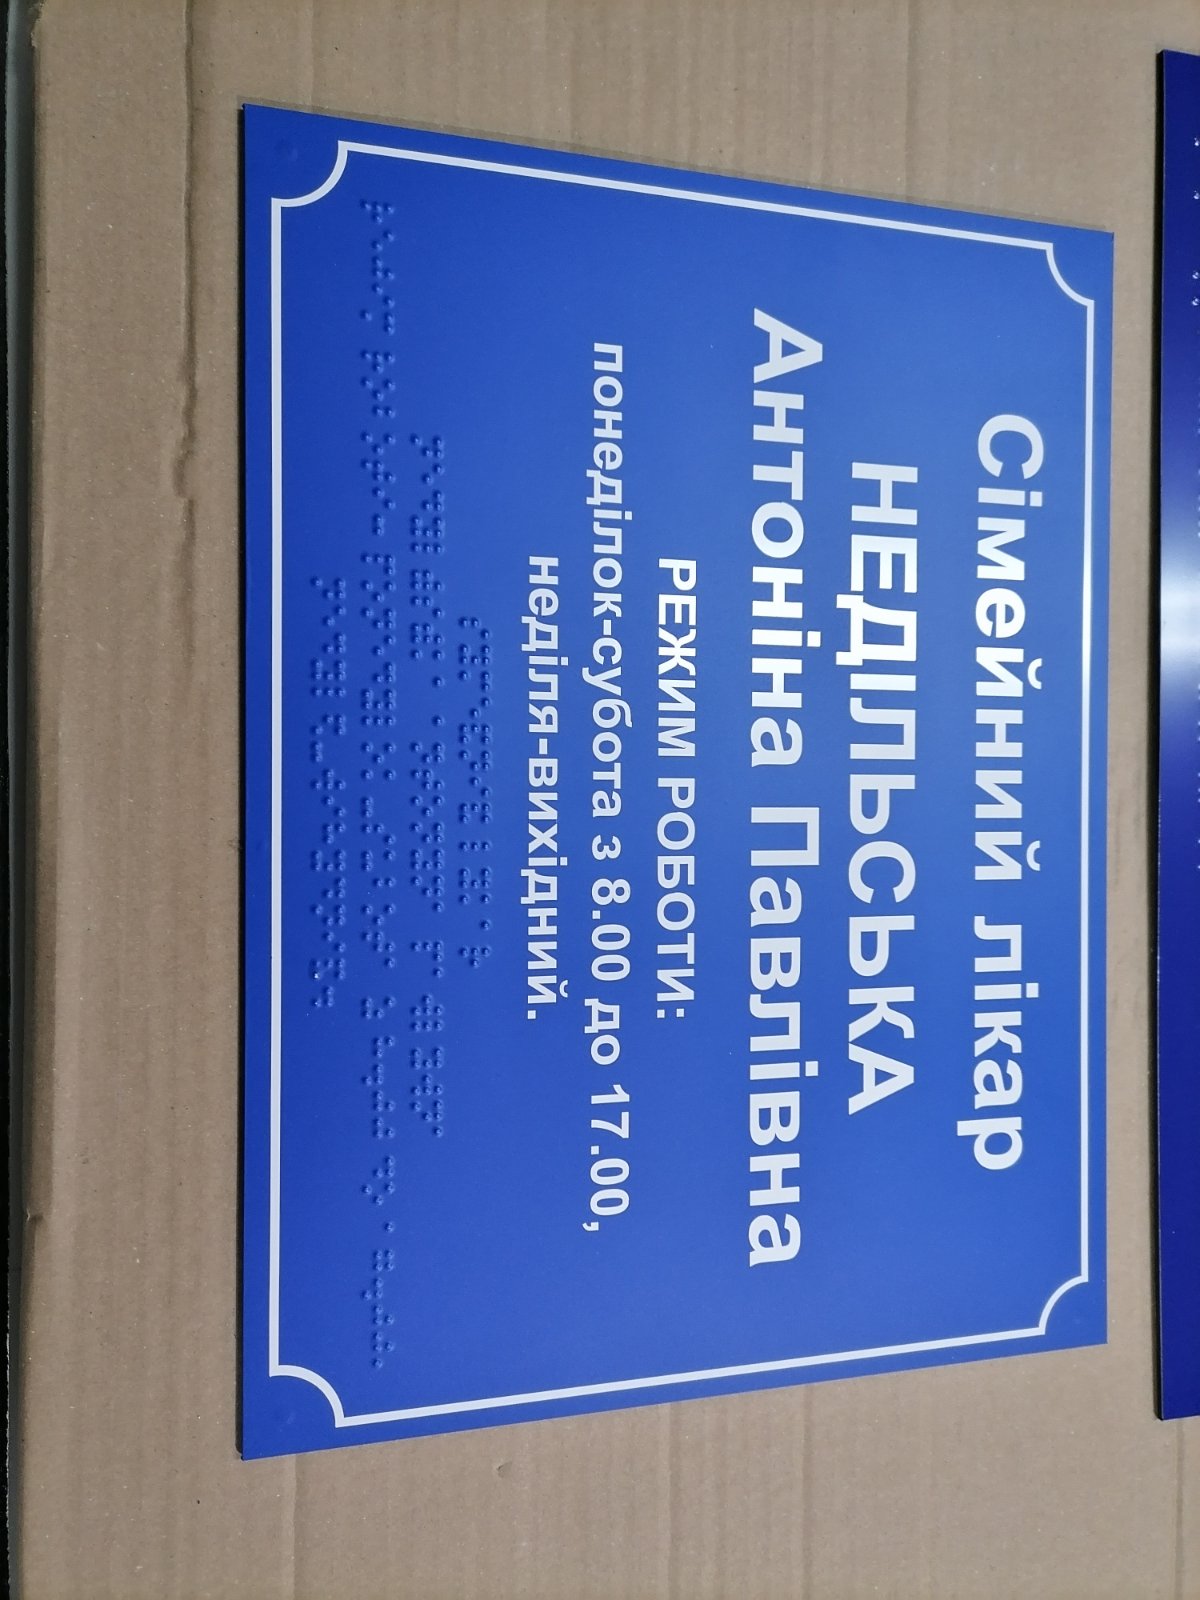 Сімейний лікар
НЕДІЛЬСЬКА
Антоніна Павлівна
РЕЖИМ РОБОТИ:
понеділок-субота з 8.00 до 17.00,
неділя-вихідний.